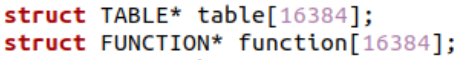 struct TABLE* table[16384];
struct FUNCTION* function[16384];